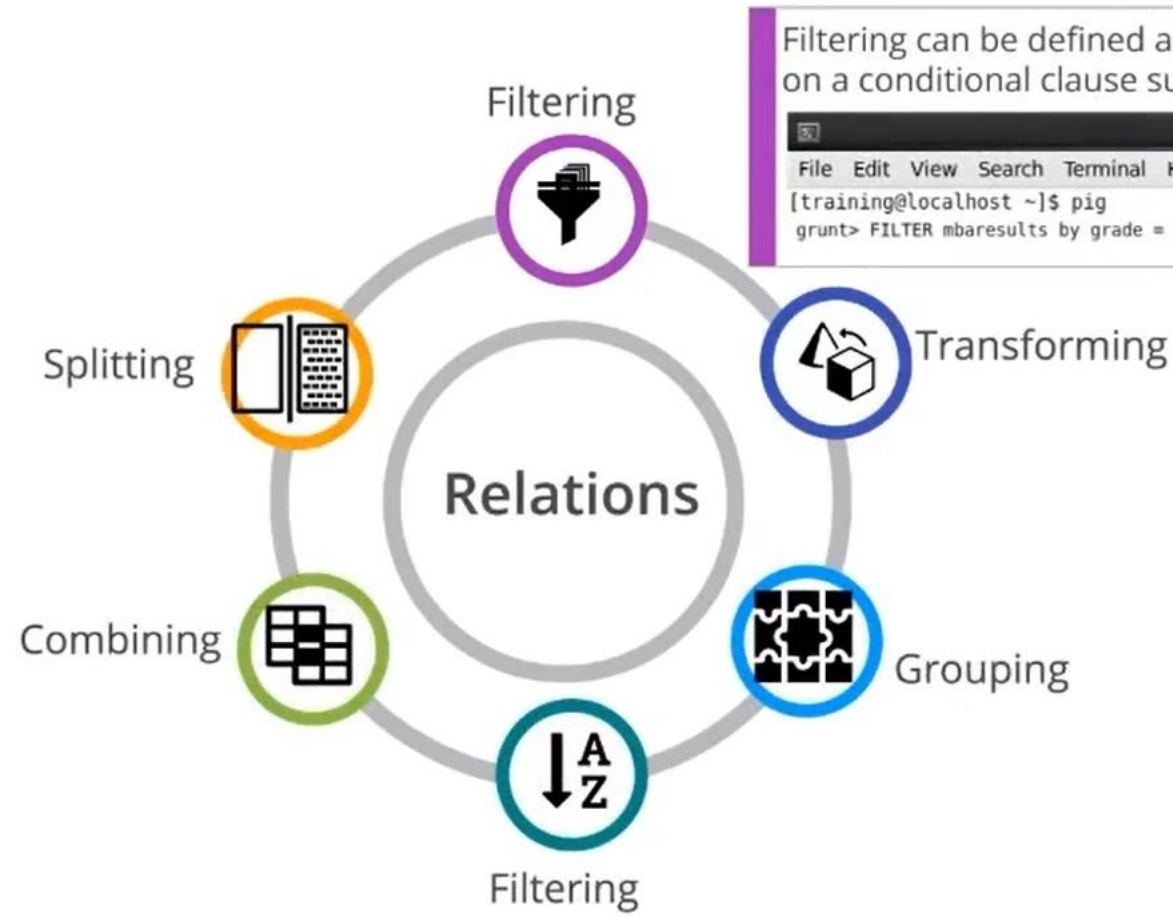 Filtering can be defined a
on a conditional clause su
File Edit View Search Terminal
[training@localhost ~]$ pig
grunt> FILTER mbaresults by grade =
Filtering
Transforming
Splitting
Relations
Combining
Grouping
A
Z
Filtering